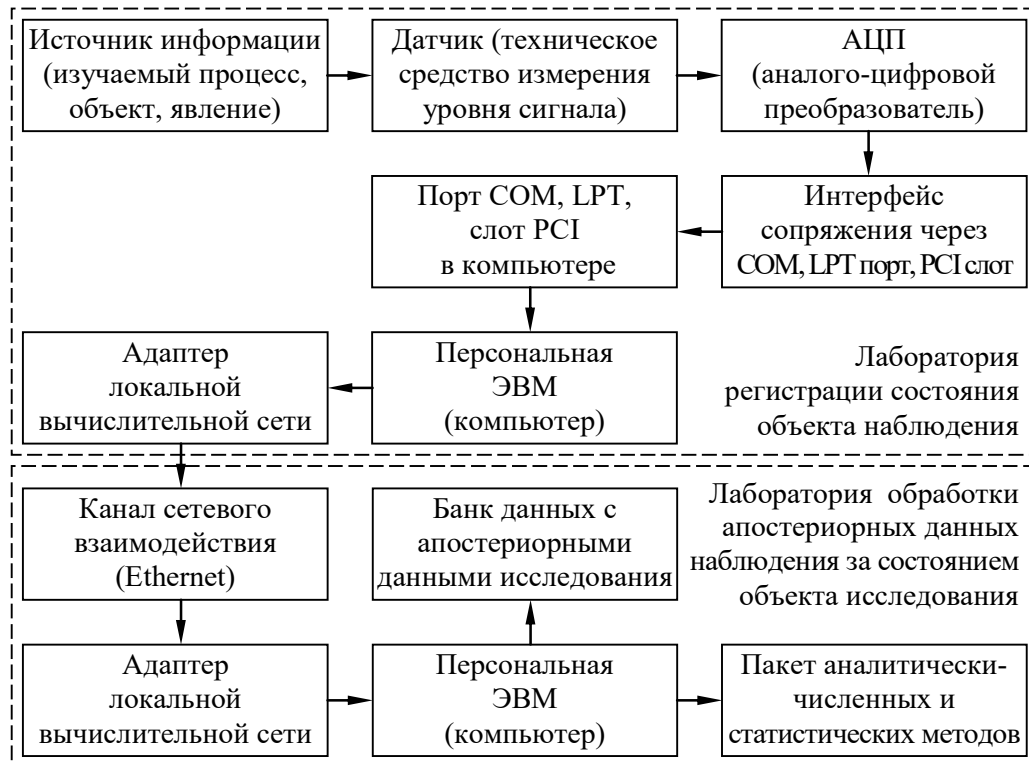 Источник информации
(изучаемый процесс,
объект, явление)
Датчик (техническое
средство измерения
уровня сигнала)
АЦП
(аналого-цифровой
преобразователь)
Порт COM, LPT,
слот PCI
в компьютере
Интерфейс
сопряжения через
COM, LPT порт, PCI слот
Адаптер
локальной
вычислительной сети
Персональная
ЭВМ
(компьютер)
Лаборатория
регистрации состояния
объекта наблюдения
Канал сетевого
взаимодействия
(Ethernet)
Банк данных с
апостериорными
данными исследования
Лаборатория обработки
апостериорных данных
наблюдения за состоянием
объекта исследования
Адаптер
локальной
вычислительной сети
Персональная
ЭВМ
(компьютер)
Пакет аналитически-
численных и
статистических методов